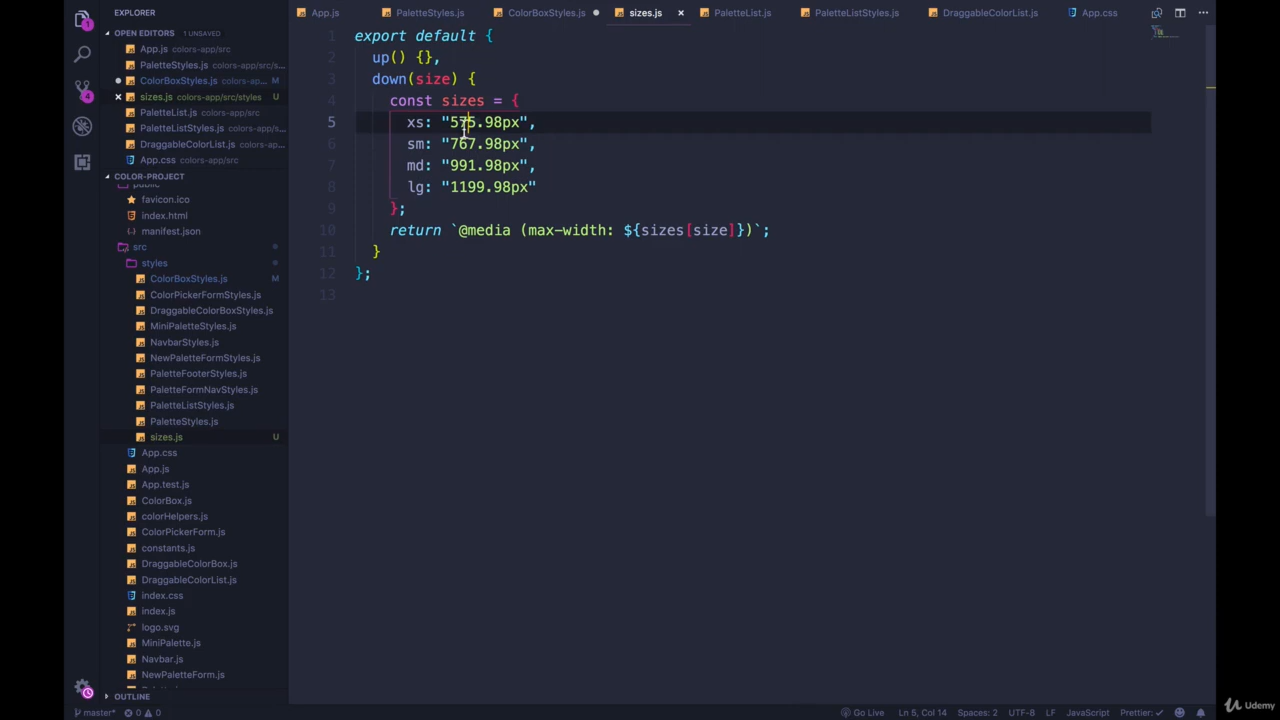 EXPLORER
OPEN EDITORS 1 UNSAVED
App.js colors-app/src
PaletteStyles.js colors-app/src/...
ColorBoxStyles.js colors-app/... M
sizes.js colors-app/src/styles U
PaletteList.js colors-app/src
PaletteListStyles.js colors-app/src...
DraggableColorList.js colors-app/...
App.css colors-app/src
COLOR-PROJECT
public
favicon.ico
index.html
manifest.json
src
styles
ColorBoxStyles.js M
ColorPickerFormStyles.js
DraggableColorBoxStyles.js
MiniPaletteStyles.js
NavbarStyles.js
NewPaletteFormStyles.js
PaletteFooterStyles.js
PaletteFormNavStyles.js
PaletteListStyles.js
PaletteStyles.js
sizes.js U
App.css
App.js
App.test.js
ColorBox.js
colorHelpers.js
ColorPickerForm.js
constants.js
DraggableColorBox.js
DraggableColorList.js
index.css
index.js
logo.svg
MiniPalette.js
Navbar.js
NewPaletteForm.js
OUTLINE
App.js PaletteStyles.js ColorBoxStyles.js sizes.js PaletteList.js PaletteListStyles.js DraggableColorList.js App.css
1 export default {
2 up() {},
3 down(size) {
4 const sizes = {
5 xs: "575.98px",
6 sm: "767.98px",
7 md: "991.98px",
8 lg: "1199.98px"
9 };
10 return `@media (max-width: ${sizes[size]})`;
11 }
12 };
13
master* 0 0 Go Live Ln 5, Col 14 Spaces: 2 UTF-8 LF JavaScript Prettier: ✓
Udemy